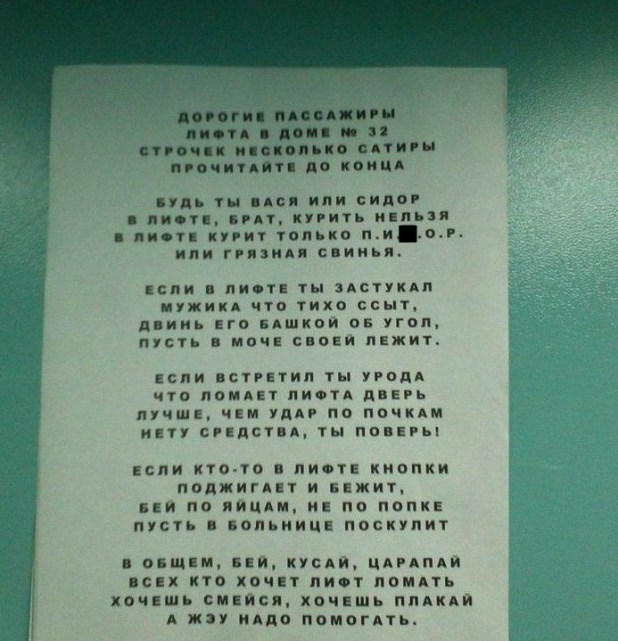 ДОРОГИЕ ПАССАЖИРЫ
ЛИФТА В ДОМЕ № 32
СТРОЧЕК НЕСКОЛЬКО САТИРЫ
ПРОЧИТАЙТЕ ДО КОНЦА
БУДЬ ТЫ ВАСЯ ИЛИ СИДОР
В ЛИФТЕ, БРАТ, КУРИТЬ НЕЛЬЗЯ
В ЛИФТЕ КУРИТ ТОЛЬКО П.И.■.О.Р.
ИЛИ ГРЯЗНАЯ СВИНЬЯ.
ЕСЛИ В ЛИФТЕ ТЫ ЗАСТУКАЛ
МУЖИКА ЧТО ТИХО ССЫТ,
ДВИНЬ ЕГО БАШКОЙ ОБ УГОЛ,
ПУСТЬ В МОЧЕ СВОЕЙ ЛЕЖИТ.
ЕСЛИ ВСТРЕТИЛ ТЫ УРОДА
ЧТО ЛОМАЕТ ЛИФТА ДВЕРЬ
ЛУЧШЕ, ЧЕМ УДАР ПО ПОЧКАМ
НЕТУ СРЕДСТВА, ТЫ ПОВЕРЬ!
ЕСЛИ КТО-ТО В ЛИФТЕ КНОПКИ
ПОДЖИГАЕТ И БЕЖИТ,
БЕЙ ПО ЯЙЦАМ, НЕ ПО ПОПКЕ
ПУСТЬ В БОЛЬНИЦЕ ПОСКУЛИТ
В ОБЩЕМ, БЕЙ, КУСАЙ, ЦАРАПАЙ
ВСЕХ КТО ХОЧЕТ ЛИФТ ЛОМАТЬ
ХОЧЕШЬ СМЕЙСЯ, ХОЧЕШЬ ПЛАКАЙ
А ЖЭУ НАДО ПОМОГАТЬ.